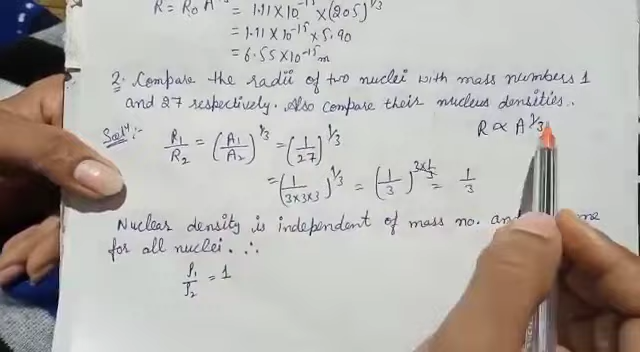 R = R₀ A = 1.11 × 10⁻¹⁵ × (205)^1/3
= 1.11 × 10⁻¹⁵ × 5.90
= 6.55 × 10⁻¹⁵ m
2. Compare the radii of two nuclei with mass numbers 1
and 27 respectively. Also compare their nucleus densities.
R ∝ A^1/3
Solⁿ:- R₁/R₂ = (A₁/A₂)^1/3 = (1/27)^1/3
= (1/3×3×3)^1/3 = (1/3)^3×1/3 = 1/3
Nuclear density is independent of mass no. and
for all nuclei. ∴
ρ₁/ρ₂ = 1